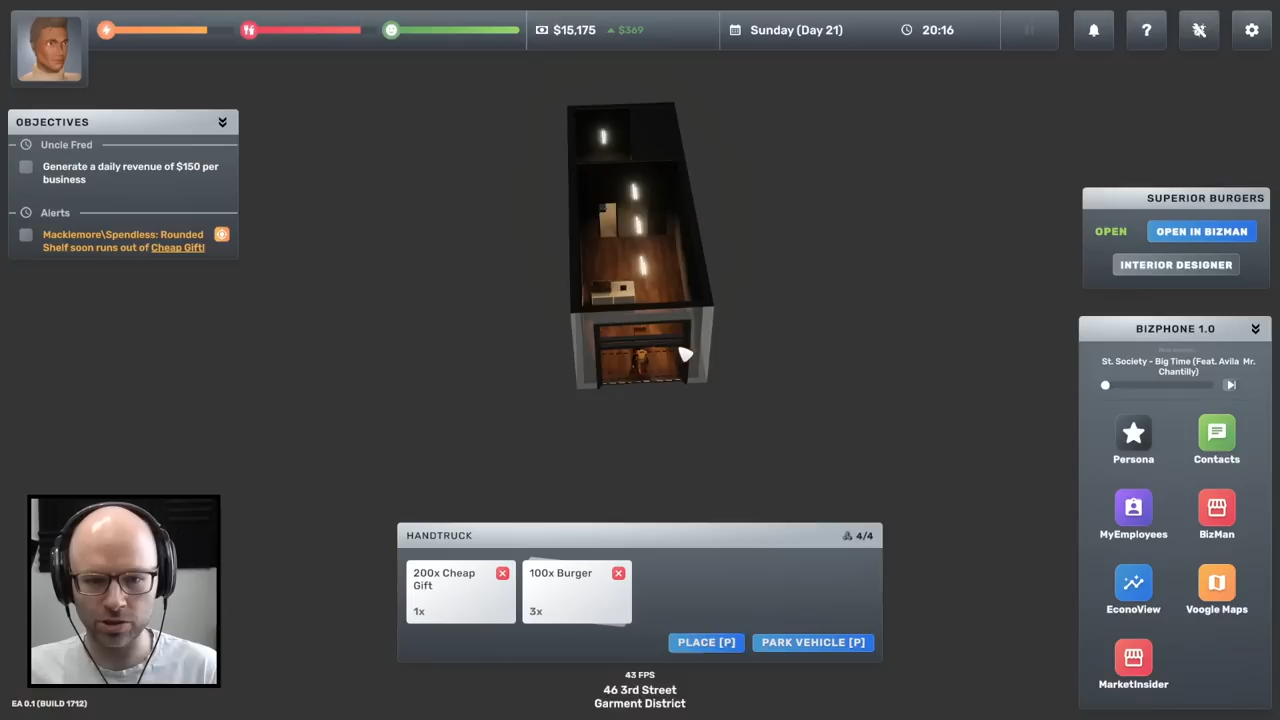 $15,175
$369
Sunday (Day 21)
20:16
?
OBJECTIVES
Uncle Fred
Generate a daily revenue of $150 per
business
Alerts
Macklemore\Spendless: Rounded
Shelf soon runs out of Cheap Gift!
SUPERIOR BURGERS
OPEN
OPEN IN BIZMAN
INTERIOR DESIGNER
BIZPHONE 1.0
St. Society - Big Time (Feat. Avila Mr.
Chantilly)
Persona
Contacts
MyEmployees
BizMan
EconoView
Voogle Maps
MarketInsider
HANDTRUCK
4/4
200x Cheap
Gift
1x
100x Burger
3x
PLACE [P]
PARK VEHICLE [P]
43 FPS
46 3rd Street
Garment District
EA 0.1 (BUILD 1712)